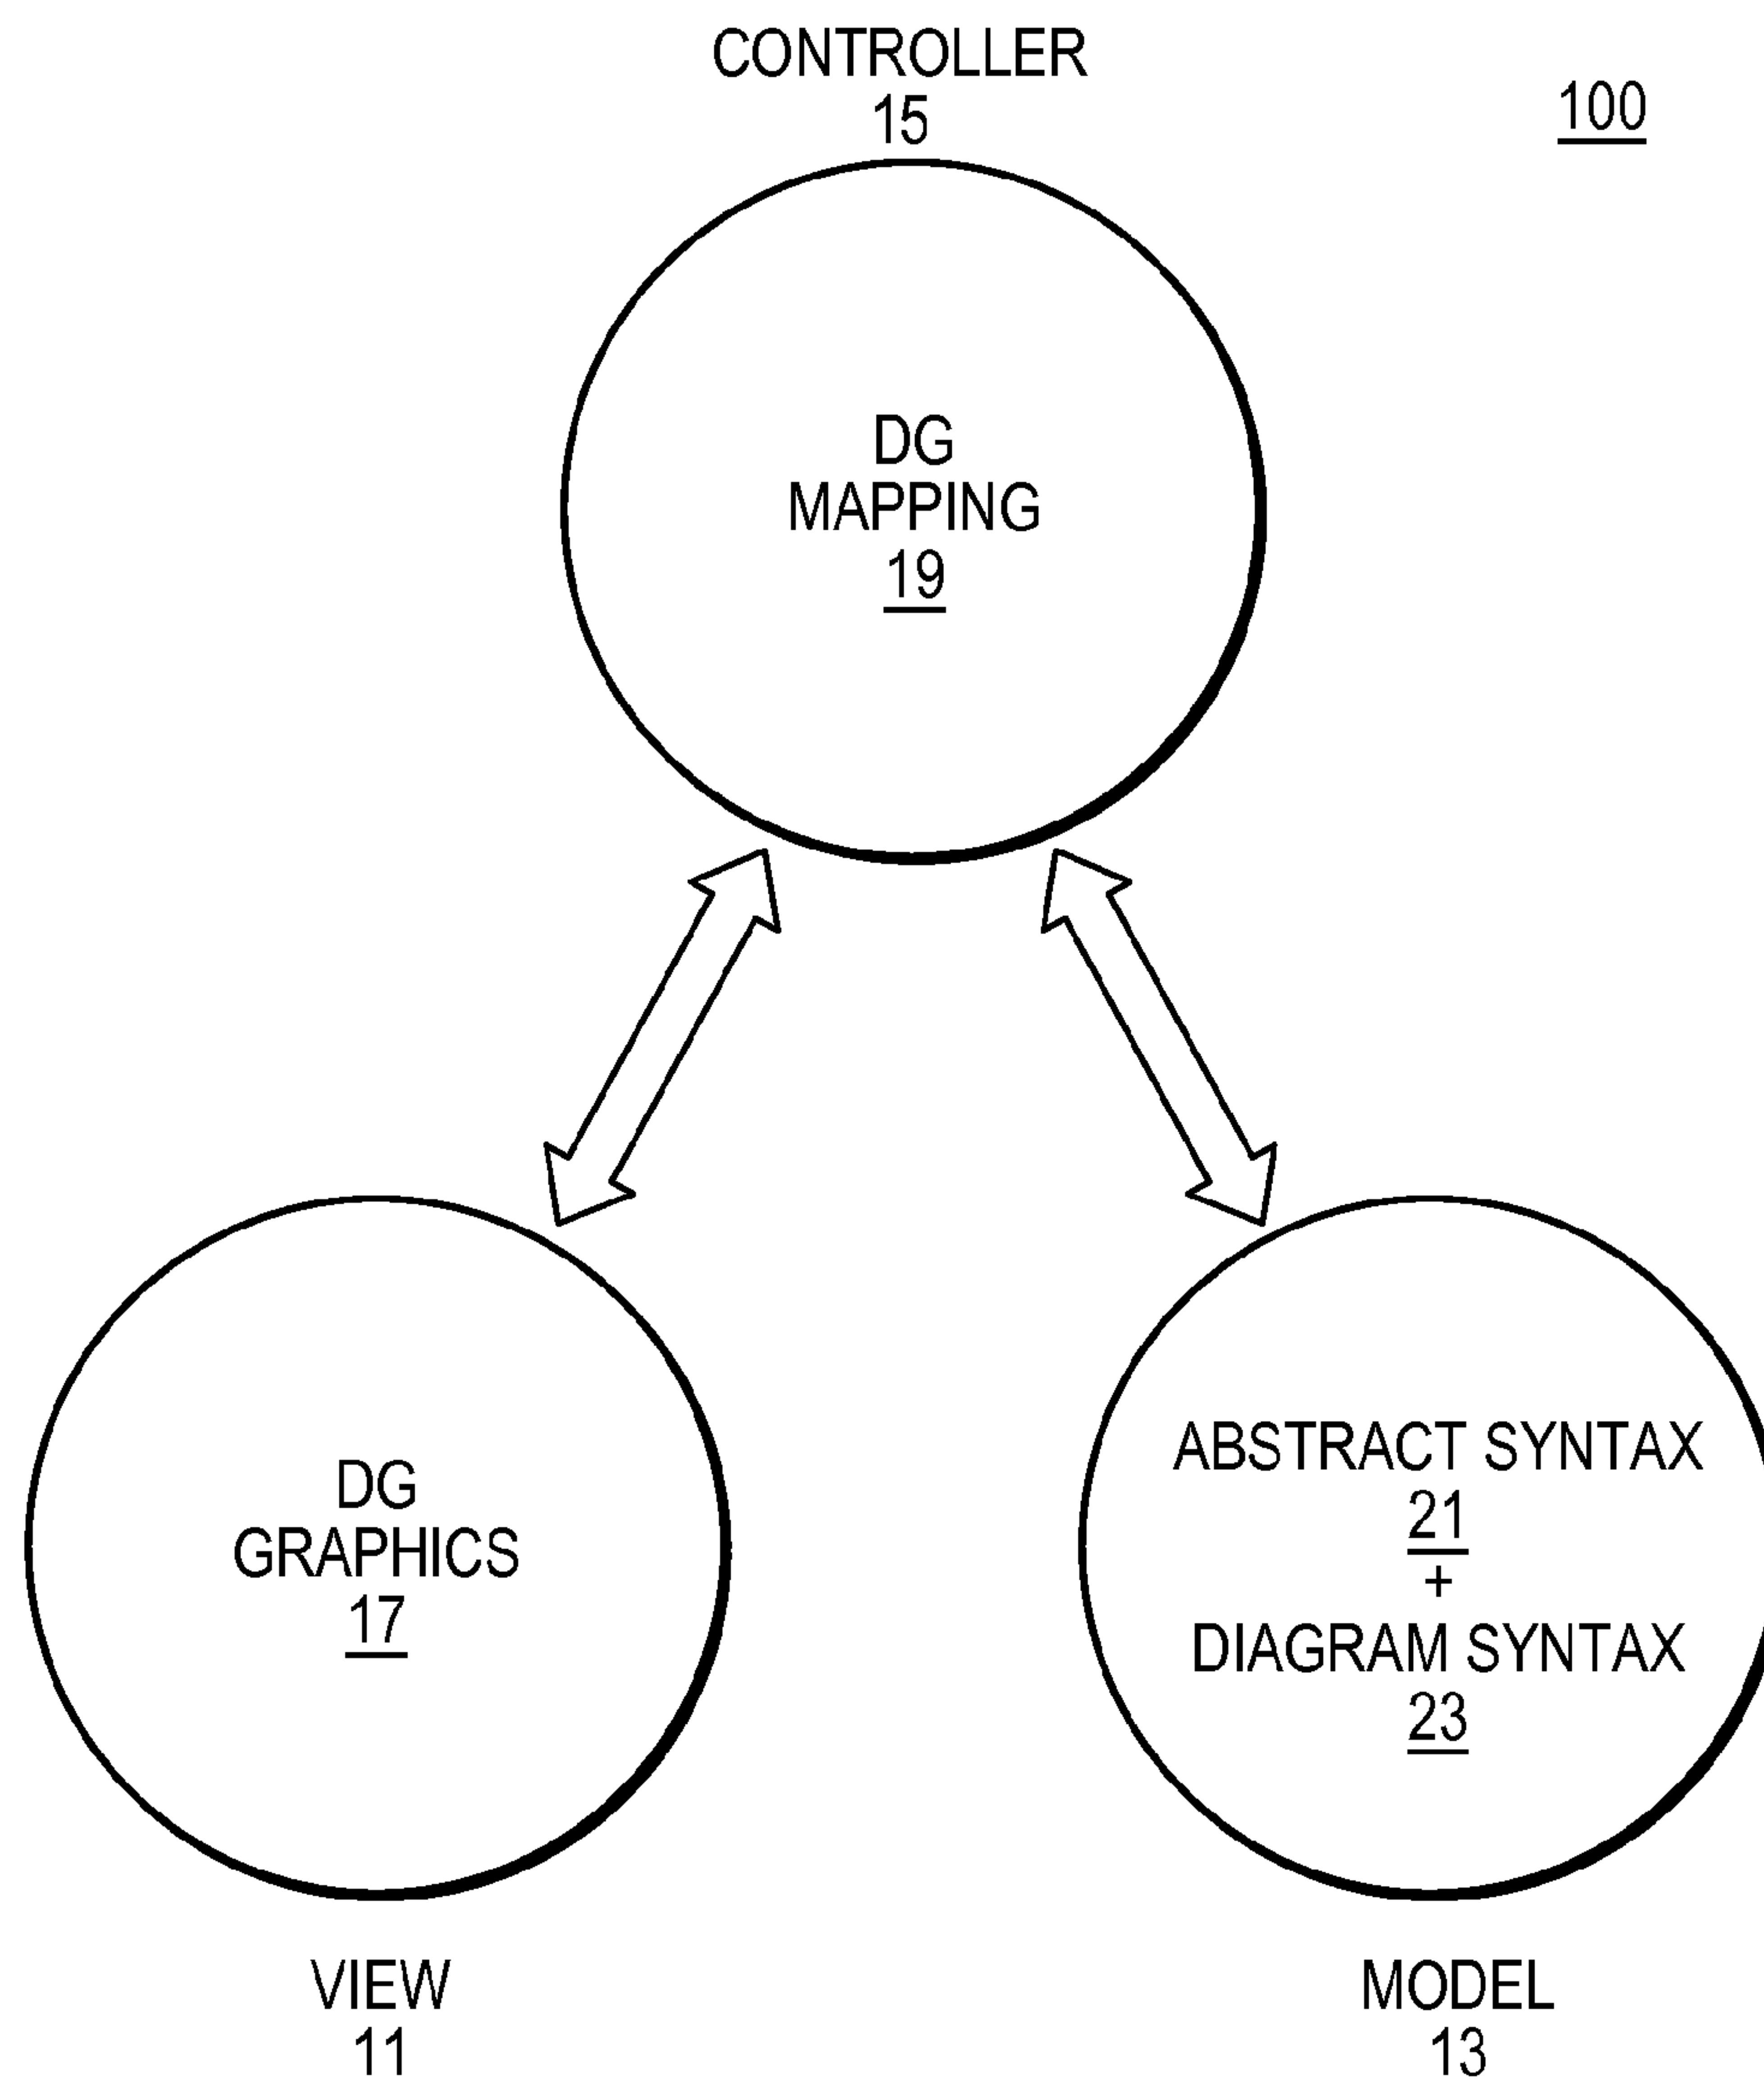 CONTROLLER
15
100
DG
MAPPING
19
DG
GRAPHICS
17
ABSTRACT SYNTAX
21
+
DIAGRAM SYNTAX
23
VIEW
11
MODEL
13